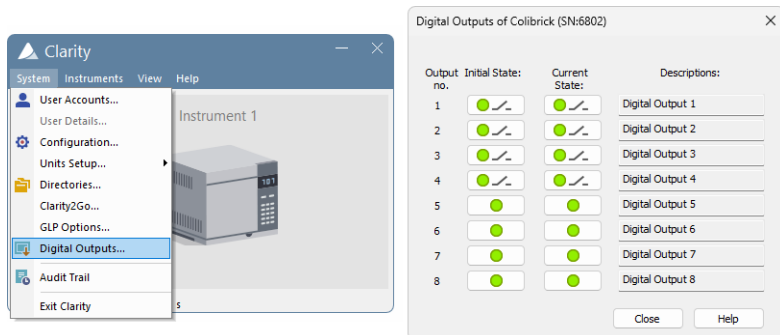 Clarity
System Instruments View Help
User Accounts...
User Details...
Configuration...
Units Setup...
Directories...
Clarity2Go...
GLP Options...
Digital Outputs...
Audit Trail
Exit Clarity
Instrument 1
101
s
Digital Outputs of Colibrick (SN:6802)
Output no. Initial State: Current State: Descriptions:
1 Digital Output 1
2 Digital Output 2
3 Digital Output 3
4 Digital Output 4
5 Digital Output 5
6 Digital Output 6
7 Digital Output 7
8 Digital Output 8
Close Help